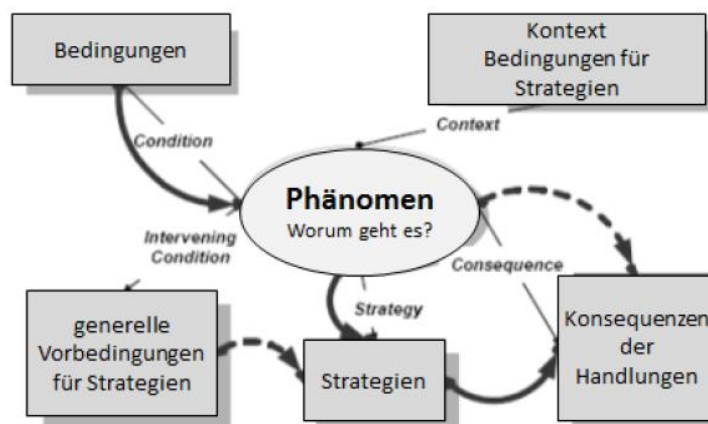 Bedingungen
Kontext
Bedingungen für
Strategien
Condition
Context
Phänomen
Worum geht es?
Intervening
Condition
Consequence
Strategy
generelle
Vorbedingungen
für Strategien
Strategien
Konsequenzen
der
Handlungen